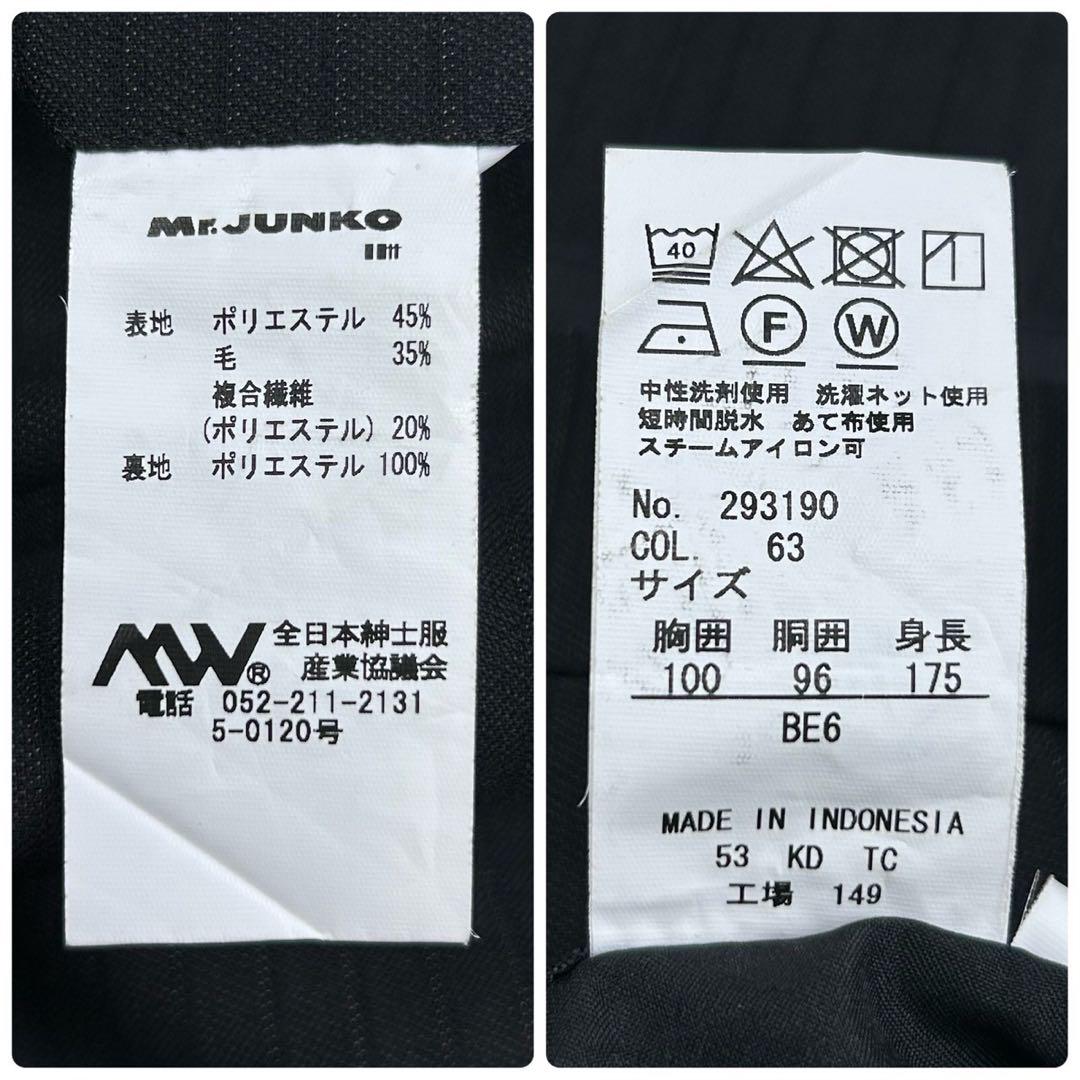 Mr.JUNKO
表地 ポリエステル 45%
毛 35%
複合繊維
(ポリエステル) 20%
裏地 ポリエステル 100%
MW® 全日本紳士服
産業協議会
電話 052-211-2131
5-0120号
40
F W
中性洗剤使用 洗濯ネット使用
短時間脱水 あて布使用
スチームアイロン可
No. 293190
COL. 63
サイズ
胸囲 胴囲 身長
100 96 175
BE6
MADE IN INDONESIA
53 KD TC
工場 149